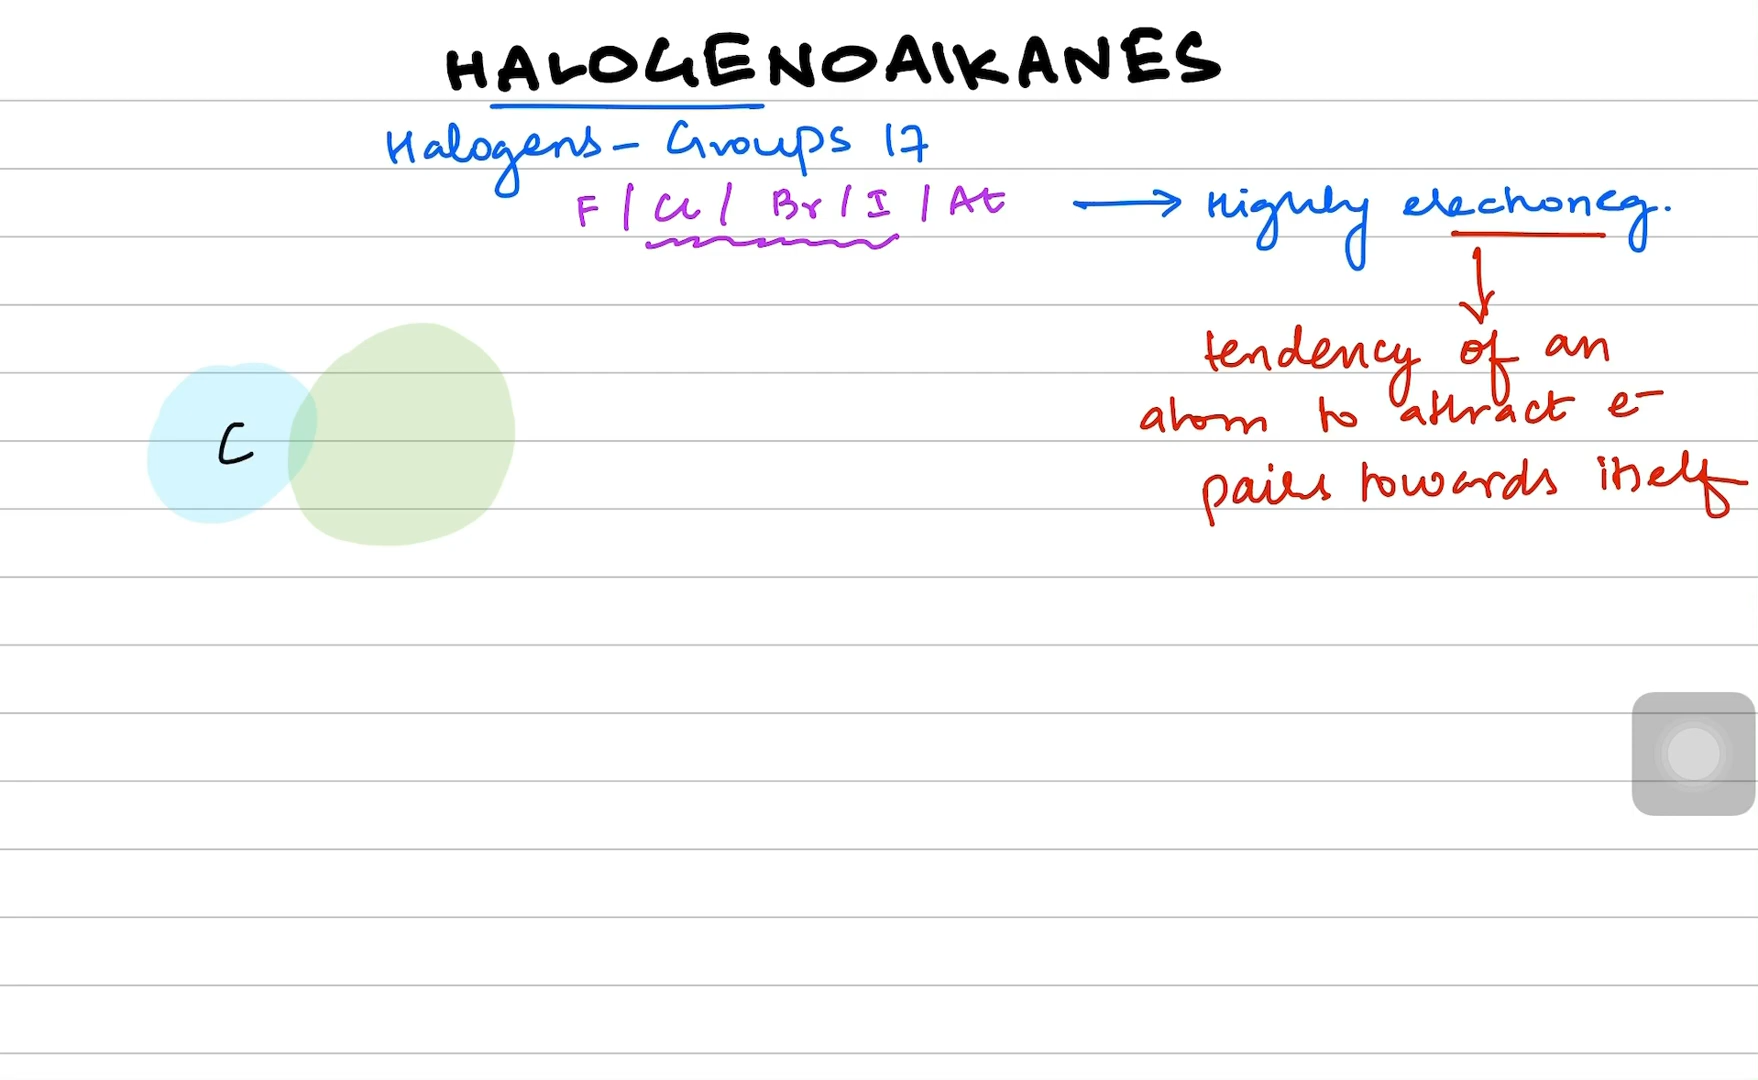 HALOGENOAlKANES
Halogens - Groups 17
F / Cl / Br / I / At → Highly electroneg.
tendency of an
atom to attract e-
pairs towards itself
C